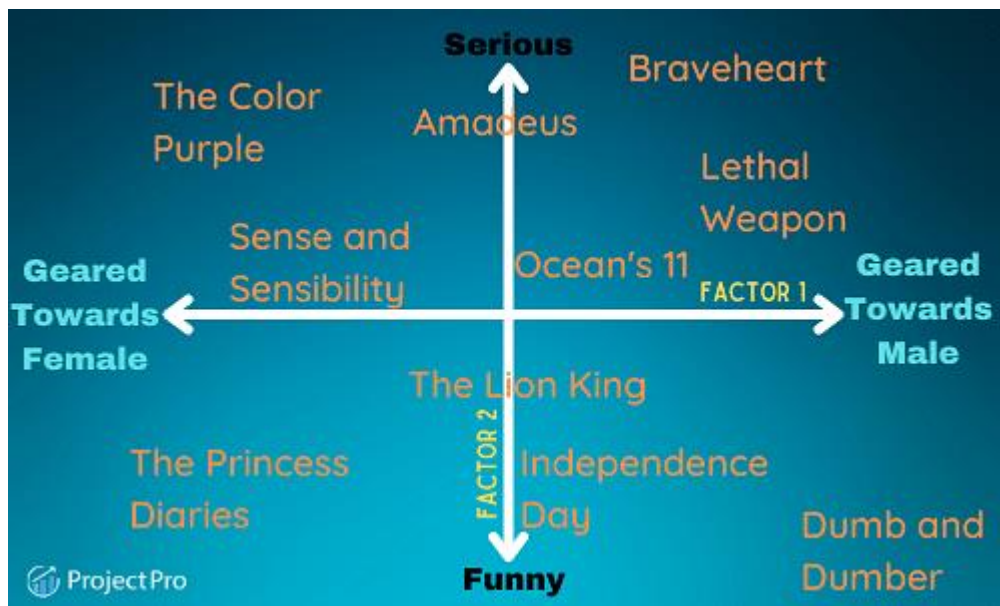 Serious
Braveheart
The Color
Purple
Amadeus
Lethal
Weapon
Sense and
Sensibility
Ocean's 11
Geared
Towards
Female
FACTOR 1
Geared
Towards
Male
The Lion King
FACTOR 2
The Princess
Diaries
Independence
Day
Dumb and
Dumber
Funny
ProjectPro